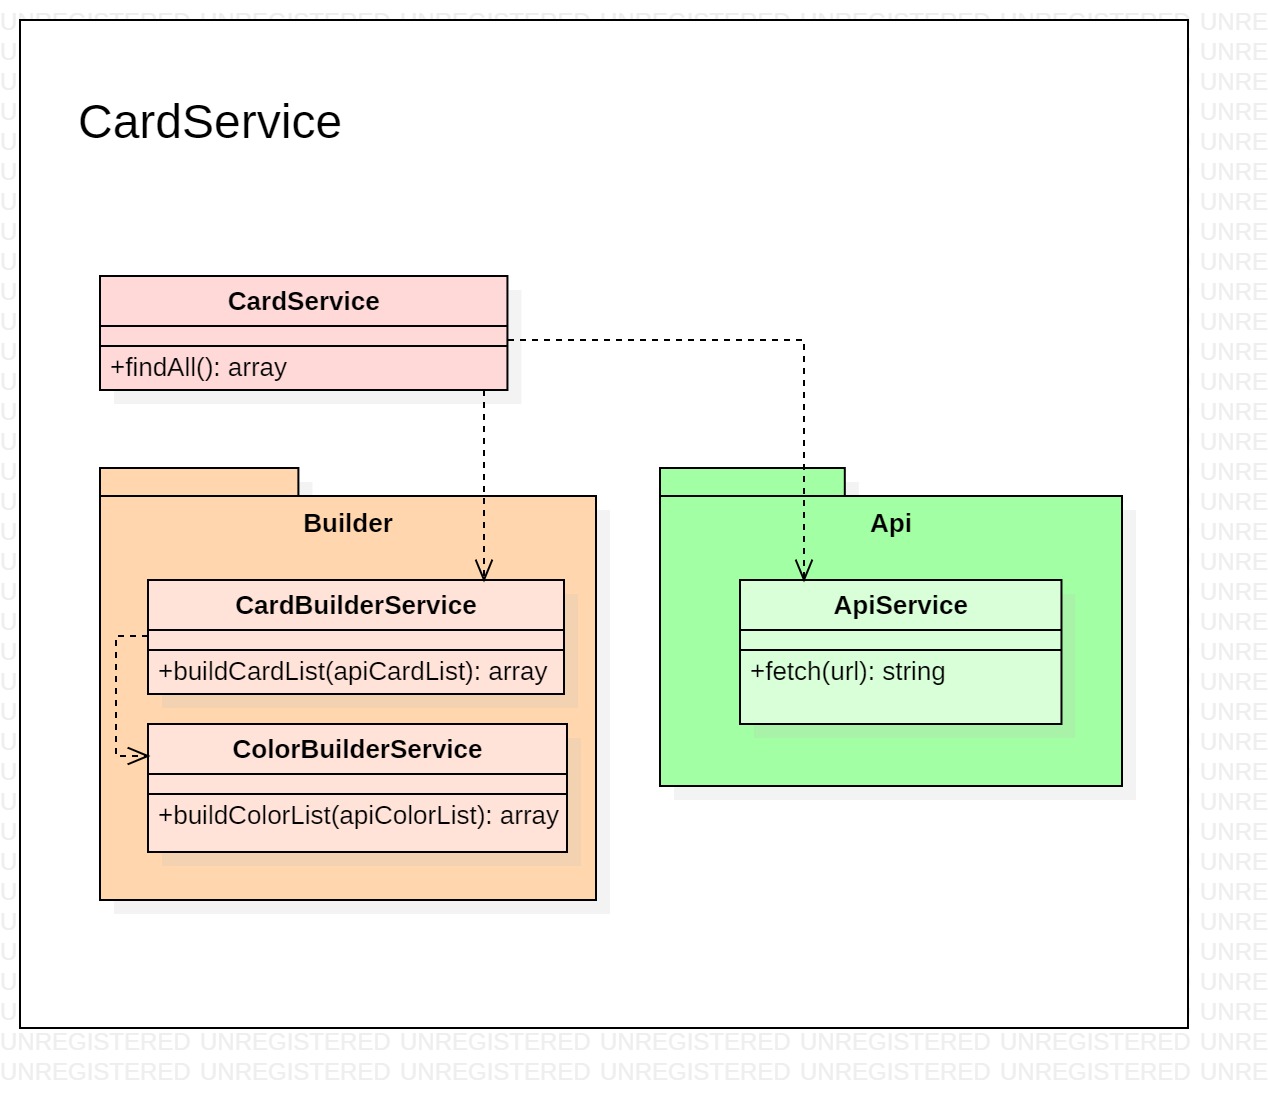 CardService
CardService
+findAll(): array
Builder
CardBuilderService
+buildCardList(apiCardList): array
ColorBuilderService
+buildColorList(apiColorList): array
Api
ApiService
+fetch(url): string
UNREGISTERED UNREGISTERED UNREGISTERED UNREGISTERED UNREGISTERED UNREGISTERED UNRE
UNREGISTERED UNREGISTERED UNREGISTERED UNREGISTERED UNREGISTERED UNREGISTERED UNRE